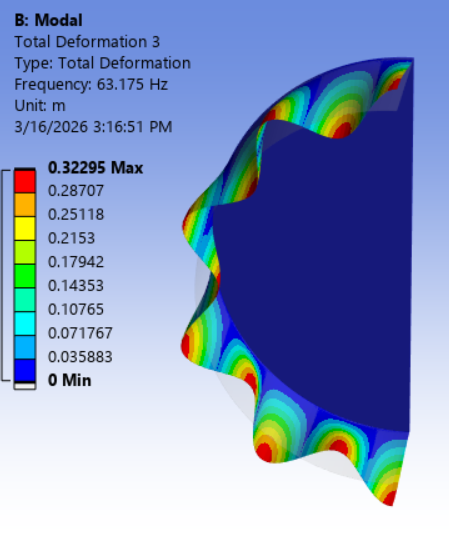 B: Modal
Total Deformation 3
Type: Total Deformation
Frequency: 63.175 Hz
Unit: m
3/16/2026 3:16:51 PM
0.32295 Max
0.28707
0.25118
0.2153
0.17942
0.14353
0.10765
0.071767
0.035883
0 Min